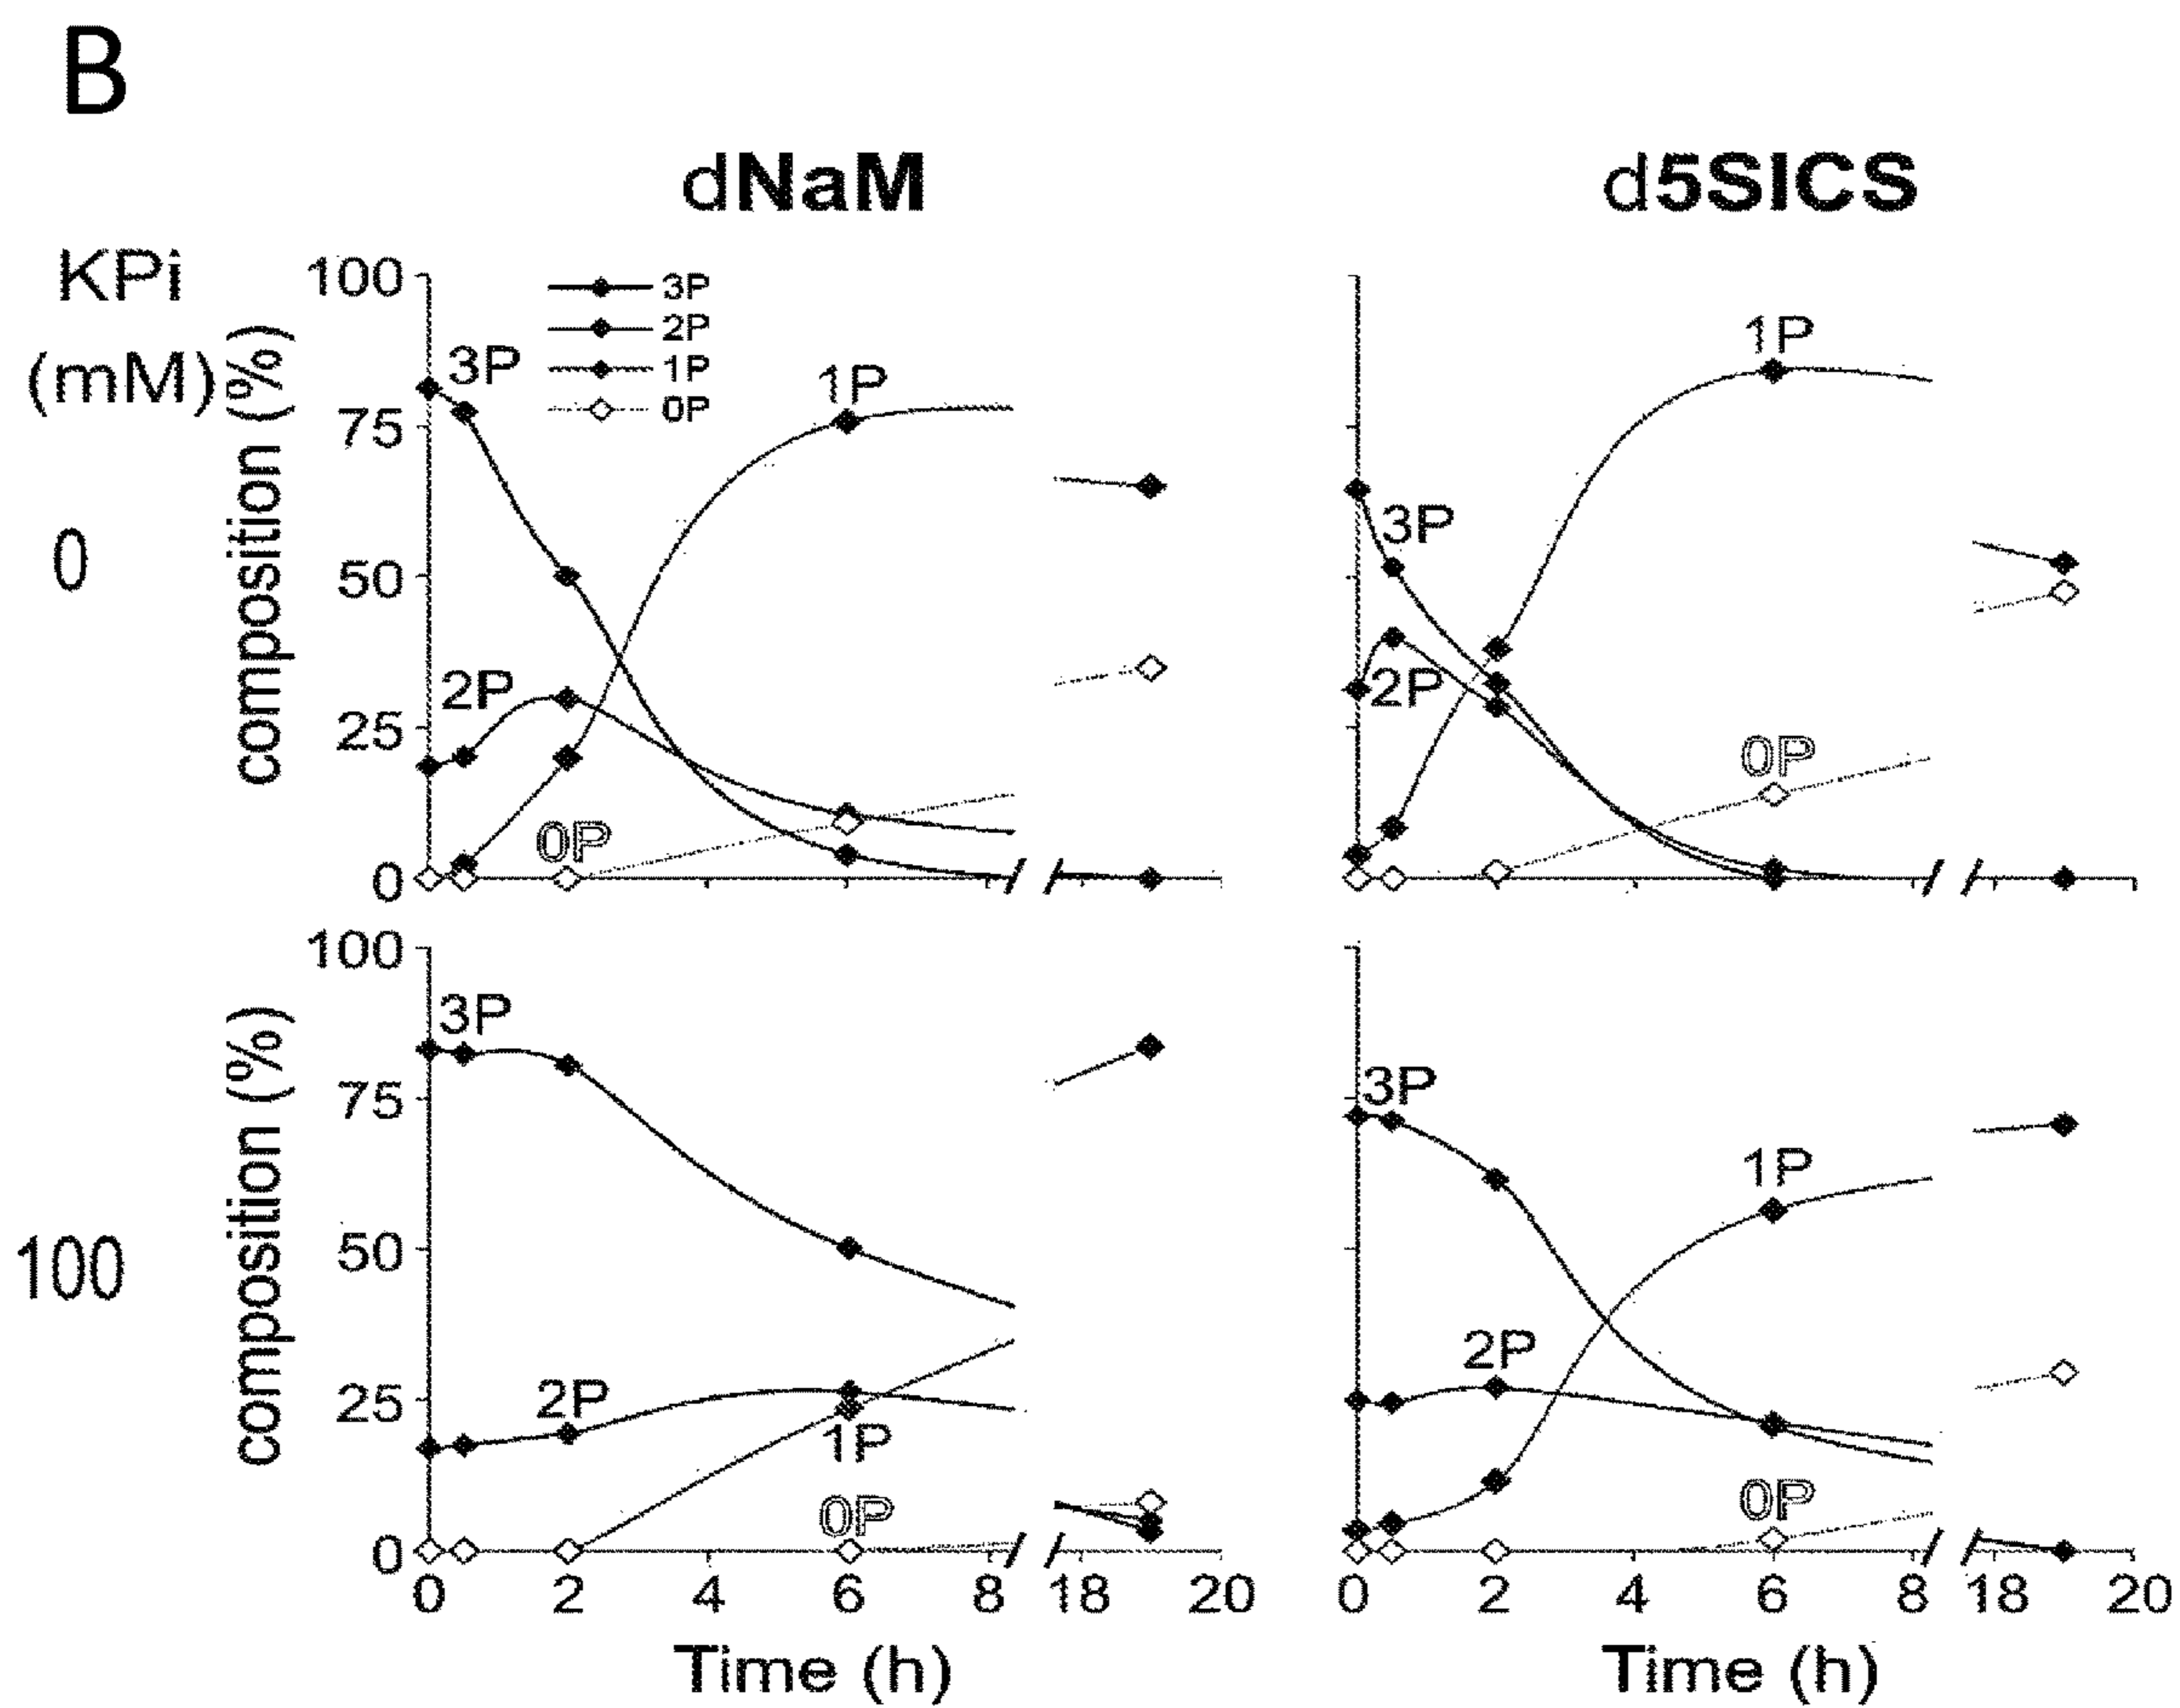 B
dNaM
d5SICS
KPi
(mM)
0
100
composition (%)
100
75
50
25
0
3P
2P
1P
0P
3P
2P
1P
0P
3P
2P
1P
0P
composition (%)
100
75
50
25
0
3P
2P
1P
0P
3P
2P
1P
0P
0 2 4 6 8 18 20
0 2 4 6 8 18 20
Time (h)
Time (h)